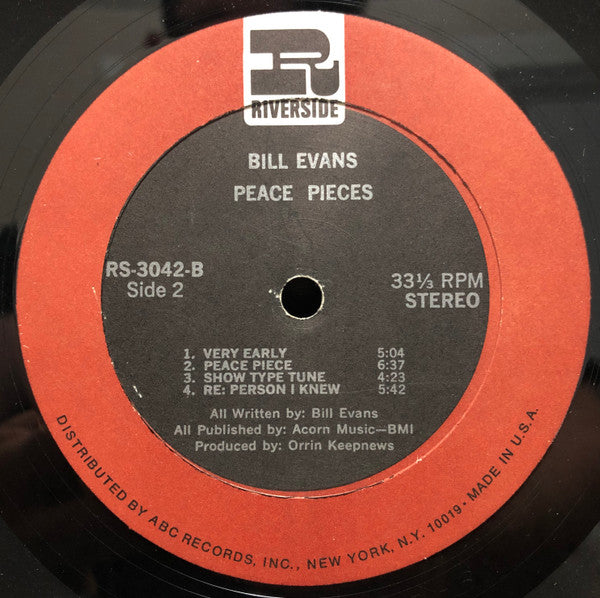 R
RIVERSIDE
BILL EVANS
PEACE PIECES
RS-3042-B
Side 2
33⅓ RPM
STEREO
1. VERY EARLY 5:04
2. PEACE PIECE 6:37
3. SHOW TYPE TUNE 4:23
4. RE: PERSON I KNEW 5:42
All Written by: Bill Evans
All Published by: Acorn Music—BMI
Produced by: Orrin Keepnews
DISTRIBUTED BY ABC RECORDS, INC., NEW YORK, N.Y. 10019 • MADE IN U.S.A.